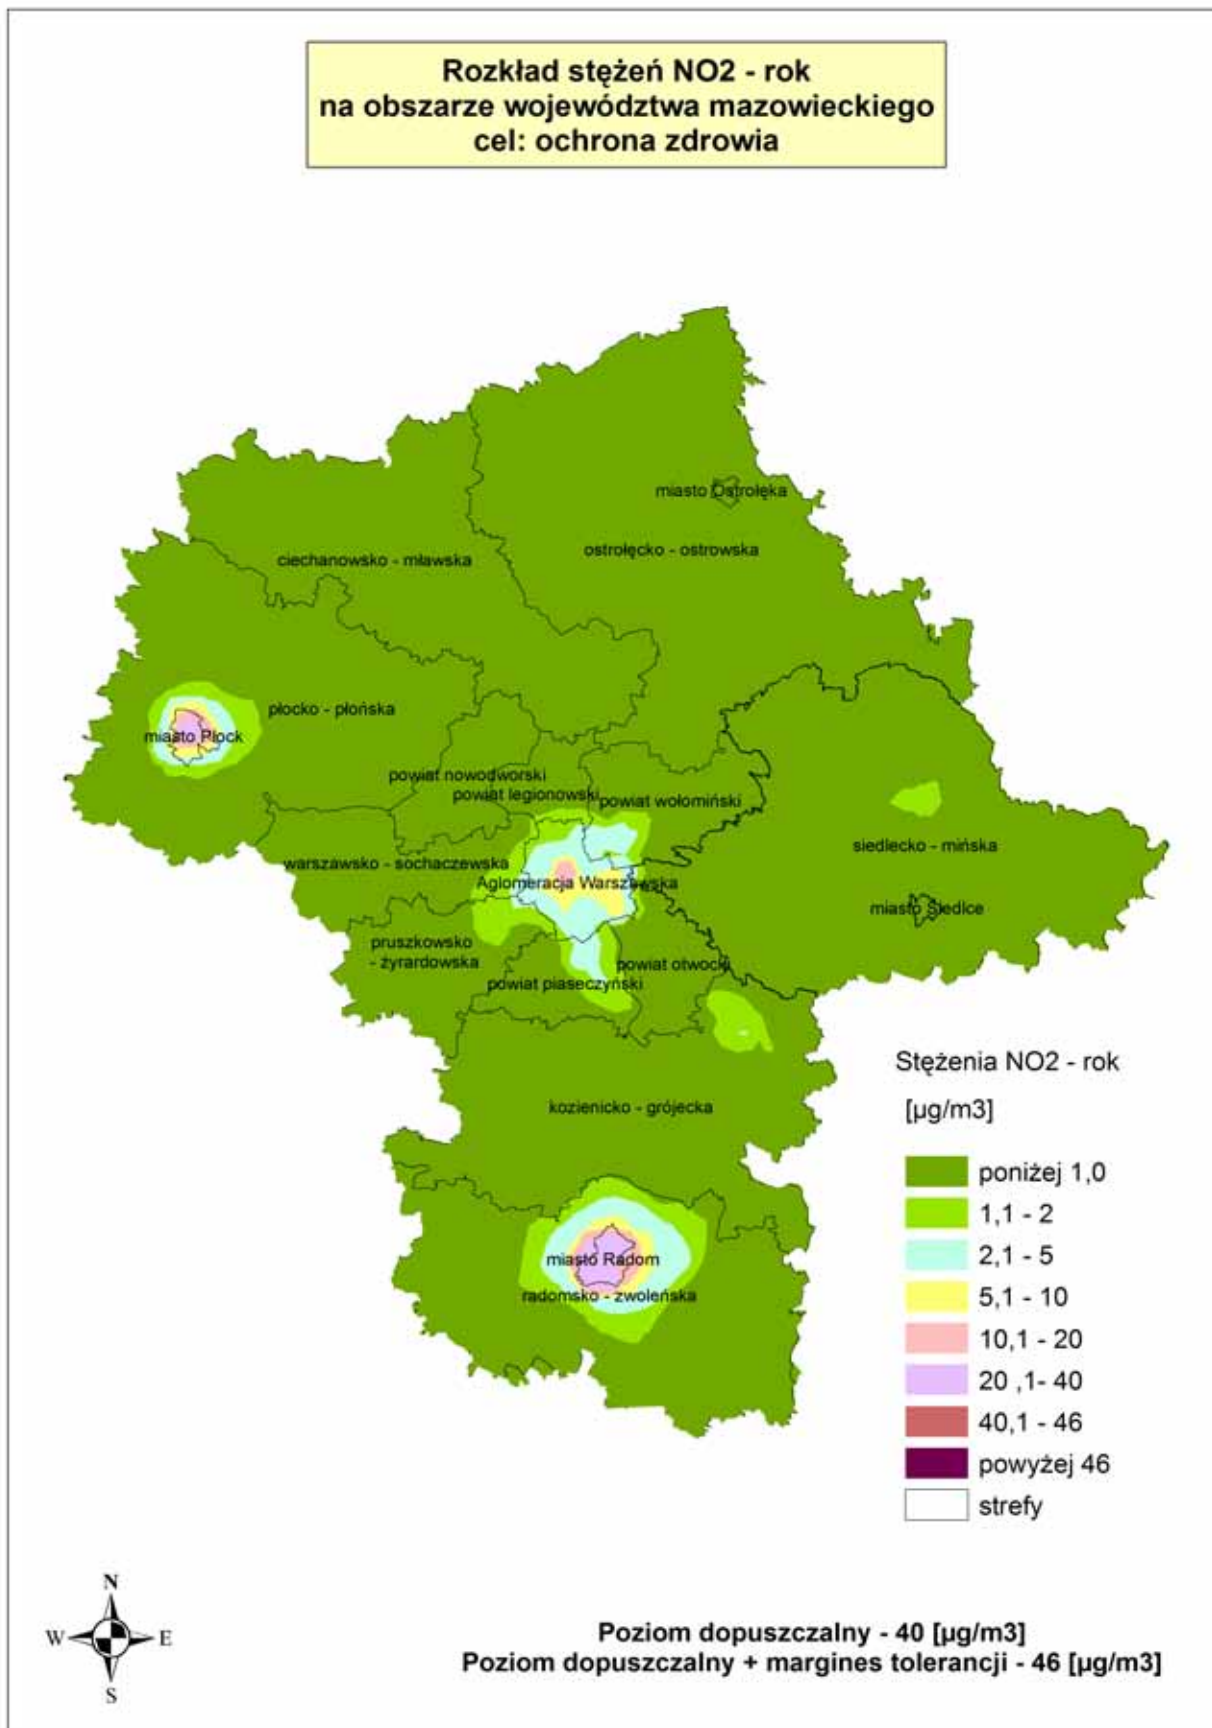 Rozkład stężeń NO2 - rok
na obszarze województwa mazowieckiego
cel: ochrona zdrowia
miasto Ostrołęka
ostrołęcko - ostrowska
ciechanowsko - mławska
płocko - płońska
miasto Płock
powiat nowodworski
powiat legionowski
powiat wołomiński
siedlecko - mińska
warszawsko - sochaczewska
Aglomeracja Warszawska
miasto Siedlce
pruszkowsko
- żyrardowska
powiat otwocki
powiat piaseczyński
Stężenia NO2 - rok
[µg/m3]
kozienicko - grójecka
poniżej 1,0
1,1 - 2
2,1 - 5
miasto Radom
radomsko - zwoleńska
5,1 - 10
10,1 - 20
20 ,1- 40
40,1 - 46
powyżej 46
strefy
N
W
E
S
Poziom dopuszczalny - 40 [µg/m3]
Poziom dopuszczalny + margines tolerancji - 46 [µg/m3]